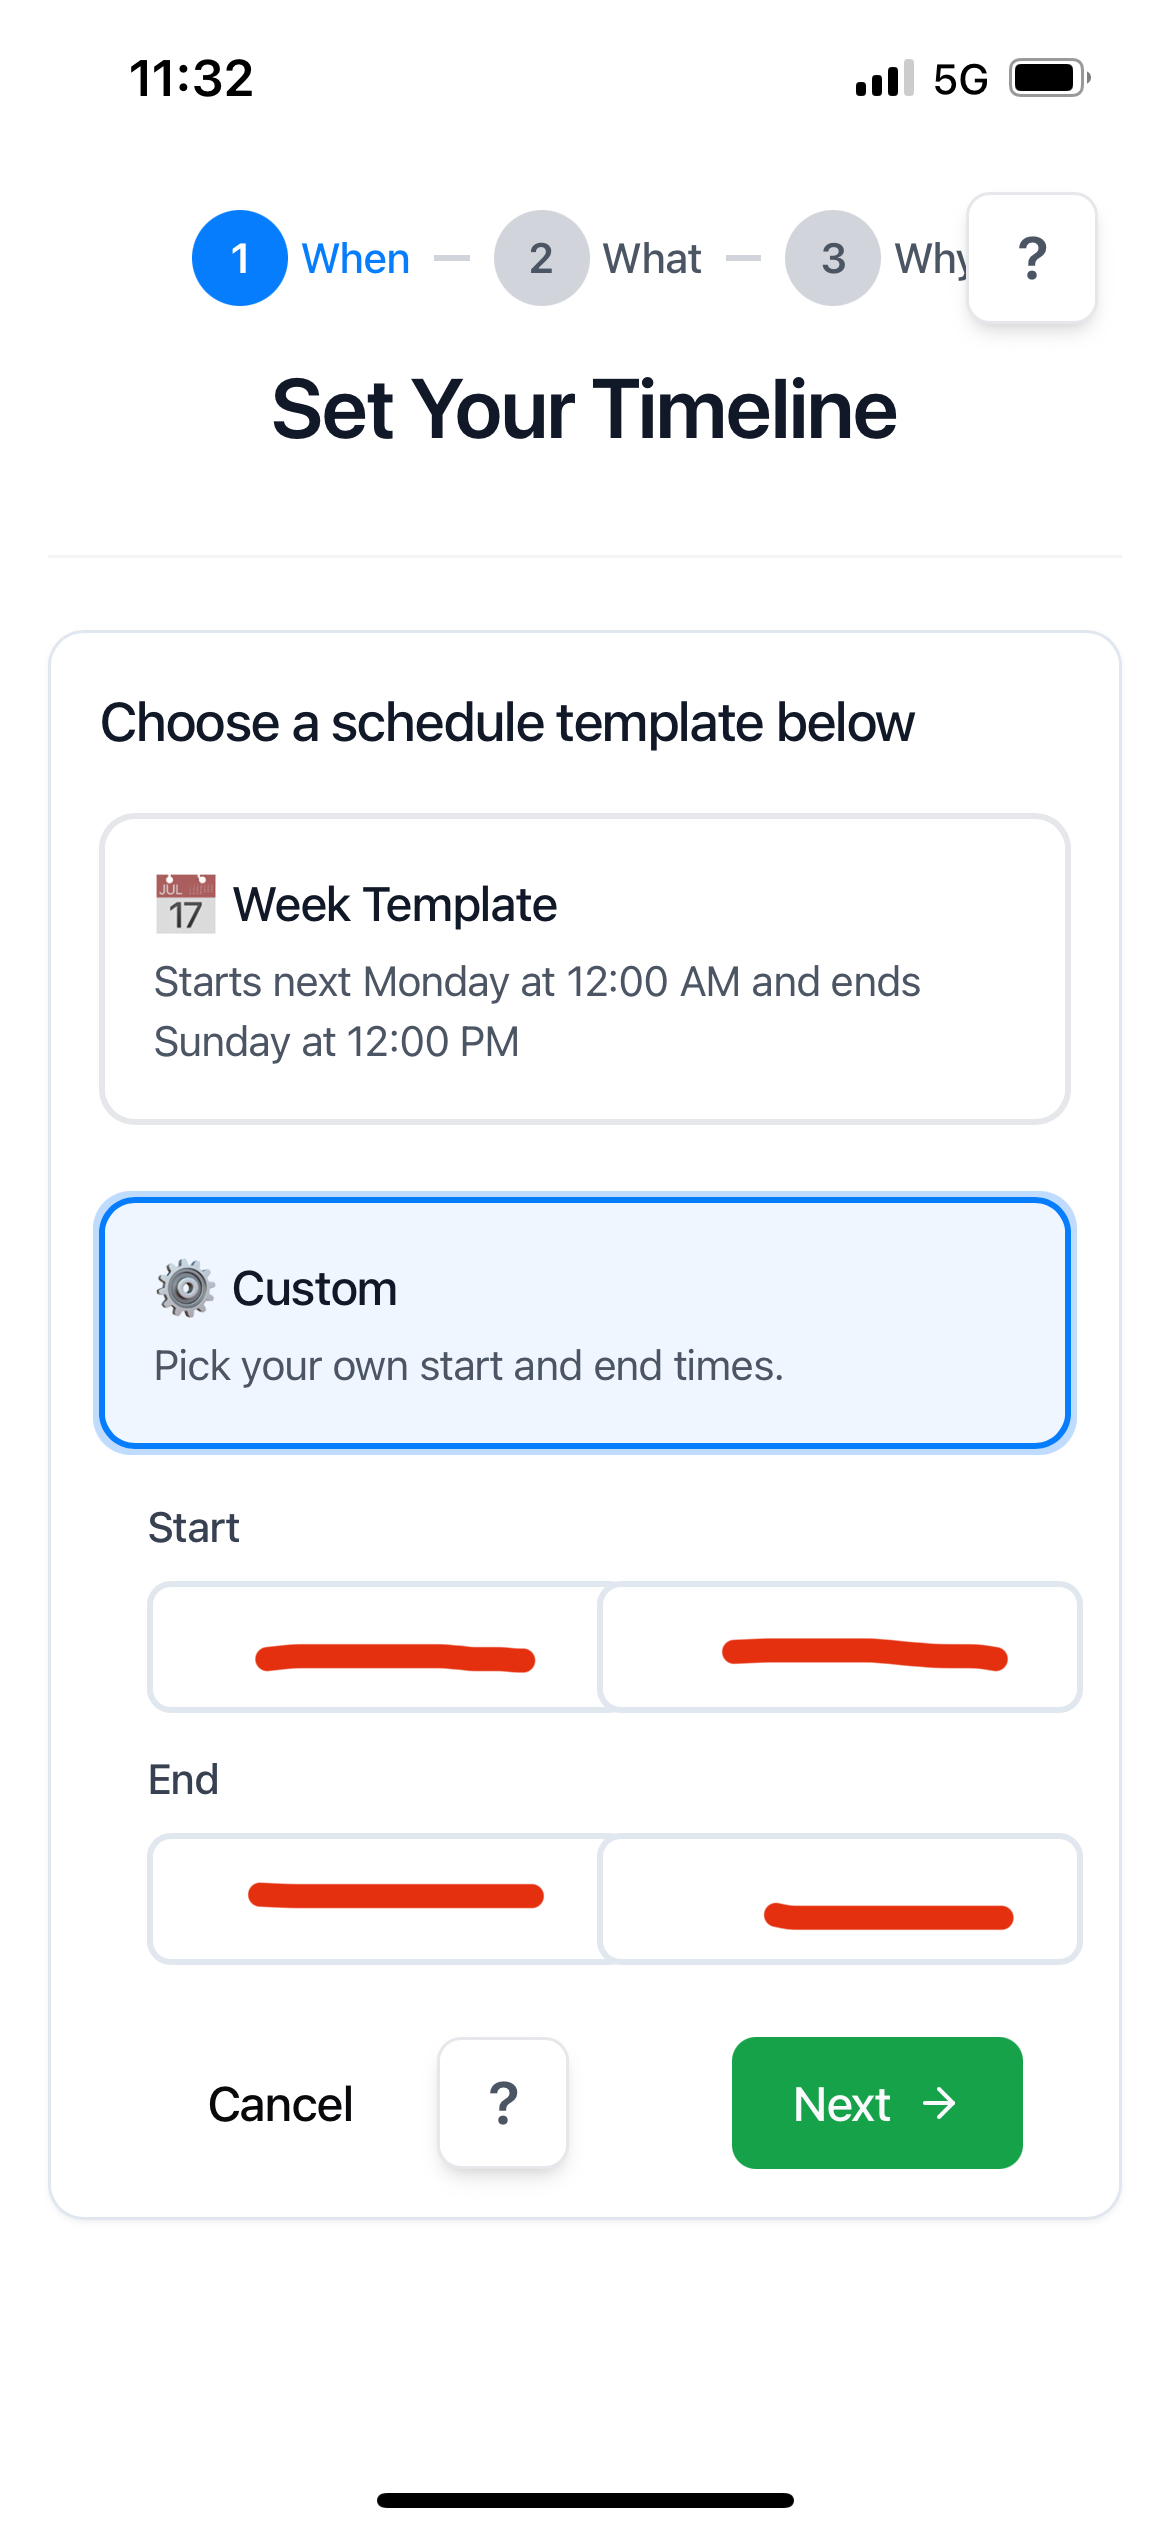 11:32 5G
1 When 2 What 3 Why ?
Set Your Timeline
Choose a schedule template below
JUL 17 Week Template
Starts next Monday at 12:00 AM and ends
Sunday at 12:00 PM
Custom
Pick your own start and end times.
Start
End
Cancel ? Next →